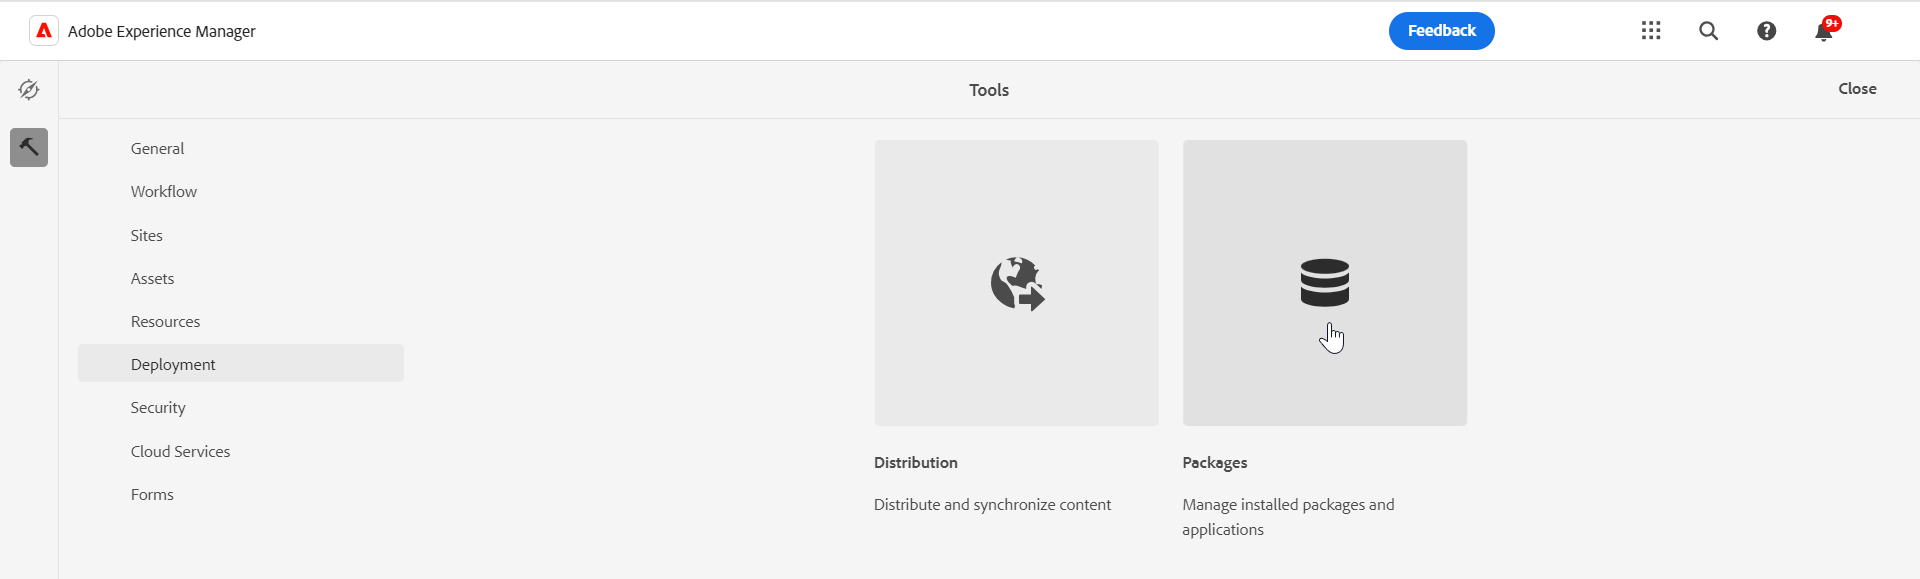 Adobe Experience Manager
Feedback
?
9+
Tools
Close
General
Workflow
Sites
Assets
Resources
Deployment
Security
Cloud Services
Forms
Distribution
Distribute and synchronize content
Packages
Manage installed packages and
applications